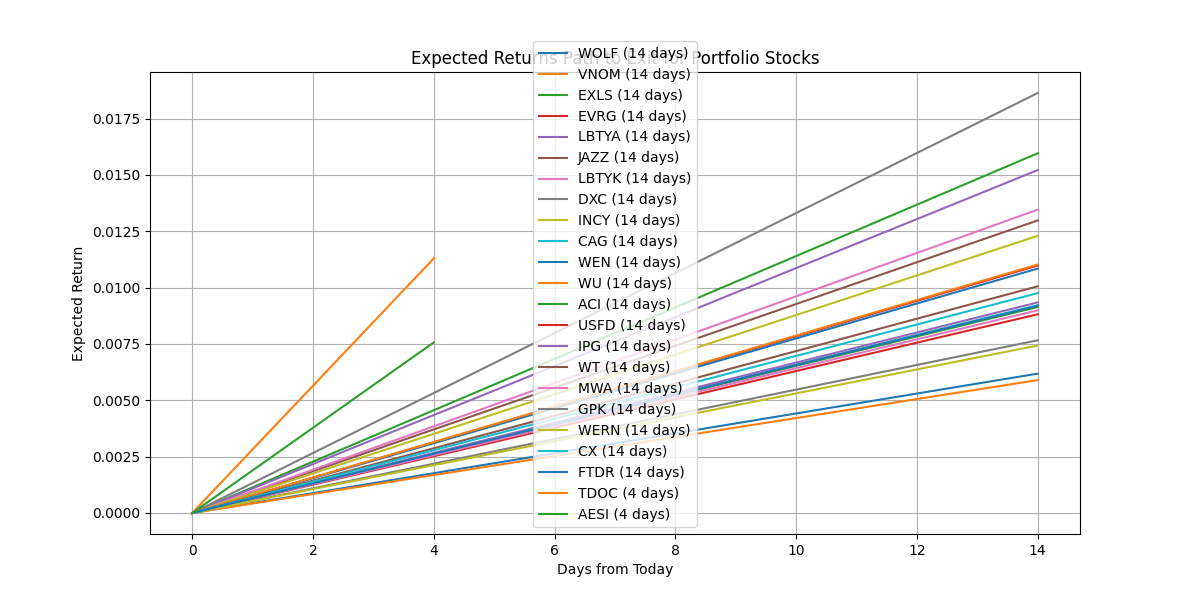 Expected Returns Path to Exit for Portfolio Stocks
WOLF (14 days)
VNOM (14 days)
EXLS (14 days)
EVRG (14 days)
LBTYA (14 days)
JAZZ (14 days)
LBTYK (14 days)
DXC (14 days)
INCY (14 days)
CAG (14 days)
WEN (14 days)
WU (14 days)
ACI (14 days)
USFD (14 days)
IPG (14 days)
WT (14 days)
MWA (14 days)
GPK (14 days)
WERN (14 days)
CX (14 days)
FTDR (14 days)
TDOC (4 days)
AESI (4 days)
Expected Return
0.0175
0.0150
0.0125
0.0100
0.0075
0.0050
0.0025
0.0000
0 2 4 6 8 10 12 14
Days from Today